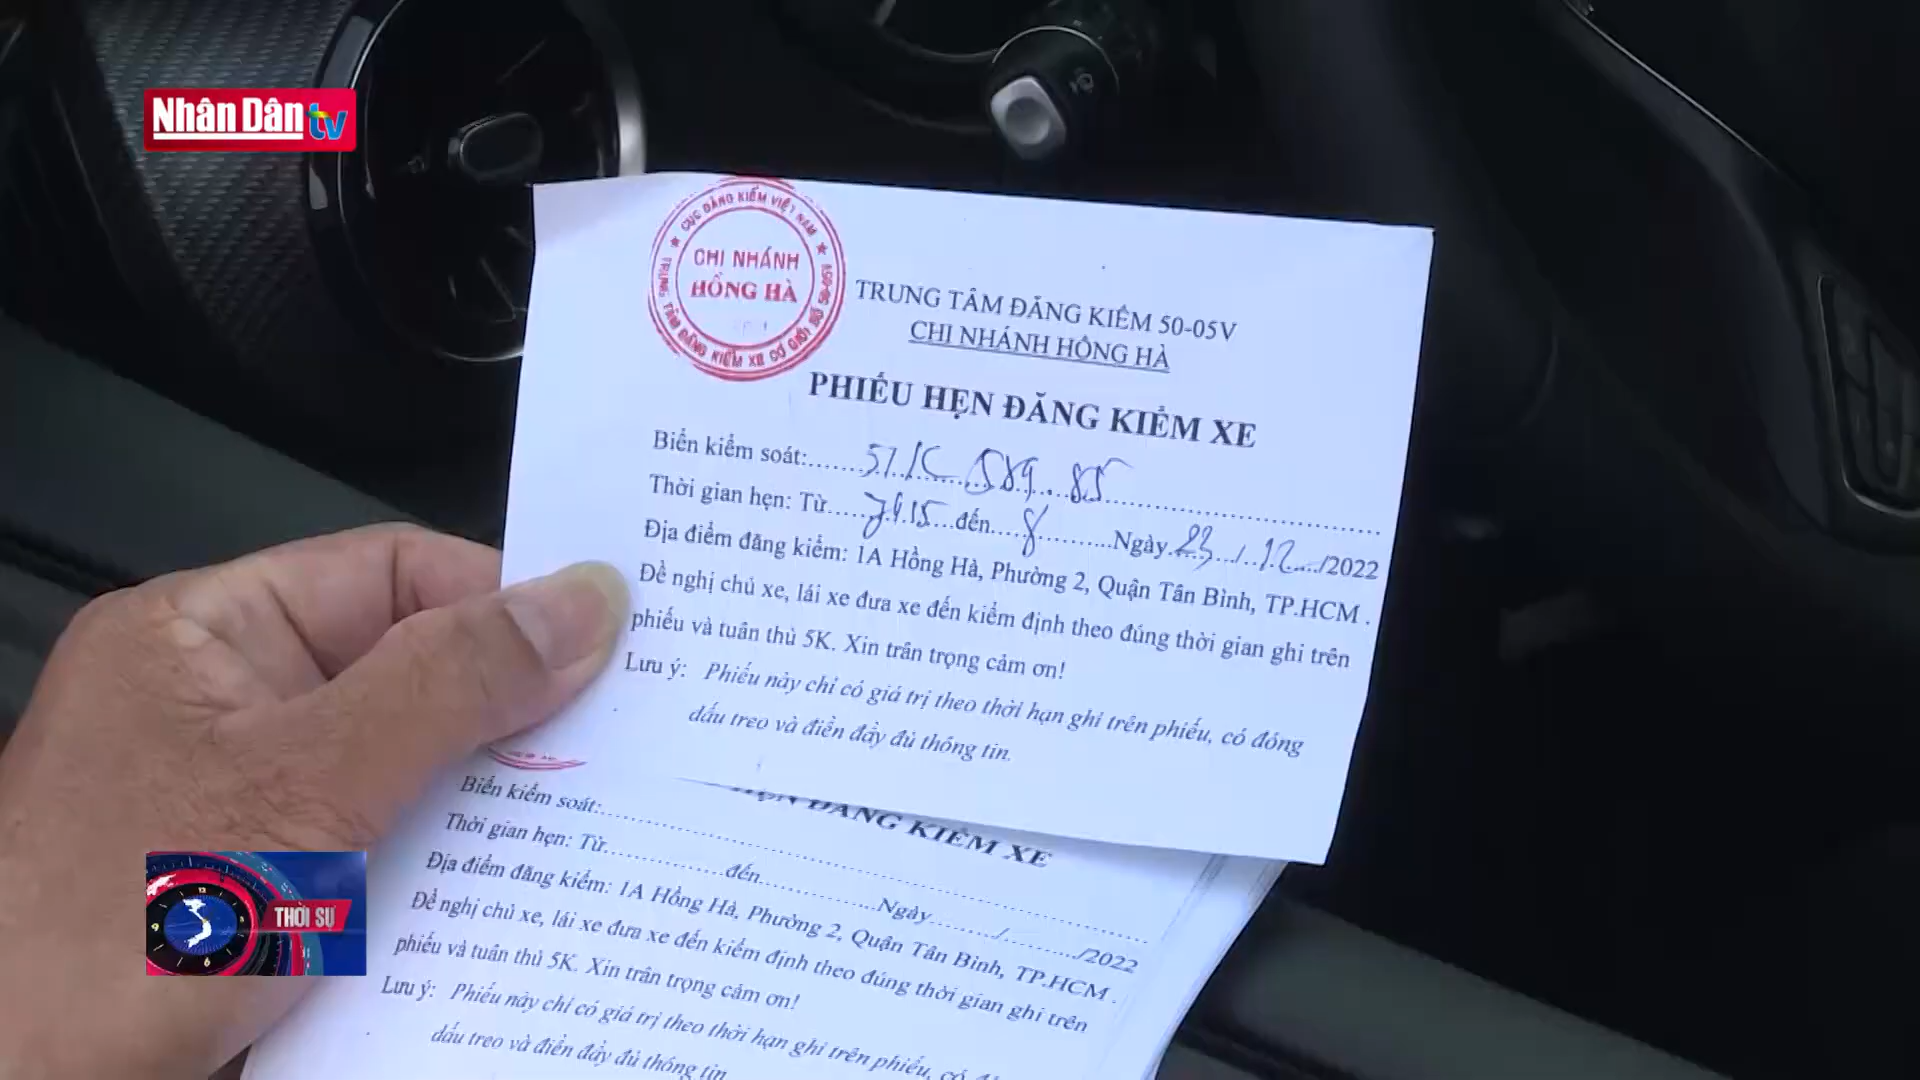 Nhân Dân tv
CỤC ĐĂNG KIỂM VIỆT NAM
CHI NHÁNH
HỒNG HÀ
TRUNG TÂM ĐĂNG KIỂM XE CƠ GIỚI SỐ 50-05V
TRUNG TÂM ĐĂNG KIỂM 50-05V
CHI NHÁNH HỒNG HÀ
PHIẾU HẸN ĐĂNG KIỂM XE
Biển kiểm soát:......51.C 589.85......
Thời gian hẹn: Từ.....7h15...đến...8.........Ngày.23../.12.../2022
Địa điểm đăng kiểm: 1A Hồng Hà, Phường 2, Quận Tân Bình, TP.HCM .
Đề nghị chủ xe, lái xe đưa xe đến kiểm định theo đúng thời gian ghi trên
phiếu và tuân thủ 5K. Xin trân trọng cảm ơn!
Lưu ý: Phiếu này chỉ có giá trị theo thời hạn ghi trên phiếu, có đóng
dấu treo và điền đầy đủ thông tin.
HẸN ĐĂNG KIỂM XE
Biển kiểm soát:..........
Thời gian hẹn: Từ..........đến..........Ngày......../......../2022
Địa điểm đăng kiểm: 1A Hồng Hà, Phường 2, Quận Tân Bình, TP.HCM .
Đề nghị chủ xe, lái xe đưa xe đến kiểm định theo đúng thời gian ghi trên
phiếu và tuân thủ 5K. Xin trân trọng cảm ơn!
Lưu ý: Phiếu này chỉ có giá trị theo thời hạn ghi trên phiếu, có
dấu treo và điền đầy đủ thông tin
THỜI SỰ